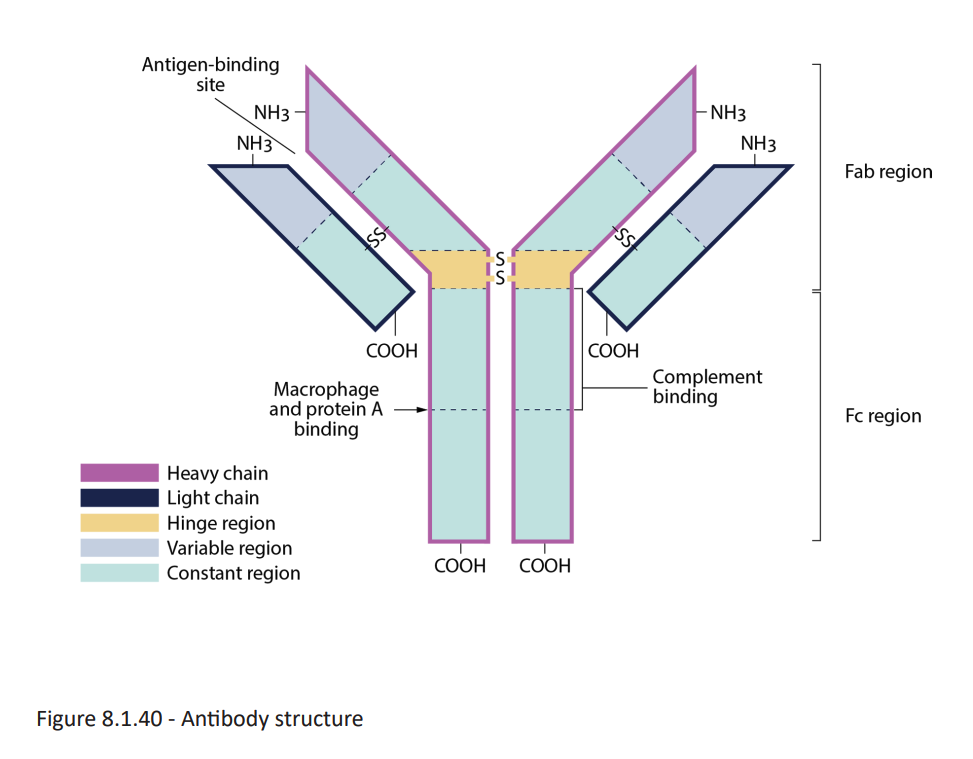 Antigen-binding
site
NH3
NH3
NH3
NH3
Fab region
SS
SS
S
S
COOH
COOH
Macrophage
and protein A
binding
Complement
binding
Fc region
Heavy chain
Light chain
Hinge region
Variable region
Constant region
COOH
COOH
Figure 8.1.40 - Antibody structure